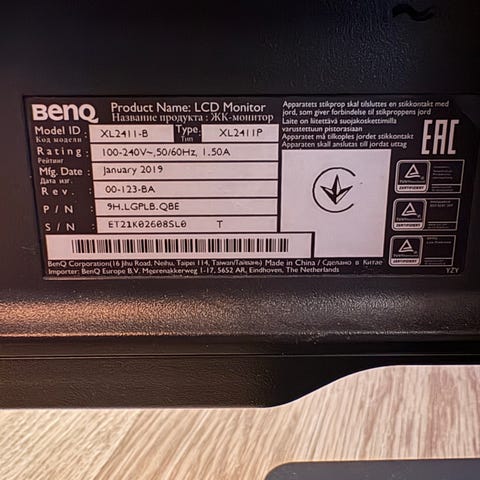 BenQ
Product Name: LCD Monitor
Название продукта : ЖК-монитор
Model ID : XL2411-B Type: XL2411P
Код модели Тип
Rating : 100-240V~,50/60Hz, 1.50A
Рейтинг
Mfg. Date : January 2019
Дата изг.
Rev. : 00-123-BA
P/N : 9H.LGPLB.QBE
S/N : ET21K02608SL0 T
BenQ Corporation(16 Jihu Road, Neihu, Taipei 114, Taiwan/Тайвань) Made in China / Сделано в Китае
Importer: BenQ Europe B.V., Meerenakkerweg 1-17, 5652 AR, Eindhoven, The Netherlands
Apparatets stikprop skal tilsluttes en stikkontakt med
jord, som giver forbindelse til stikproppens jord
Laite on liitettävä suojakoskettimilla
varustettuun pistorasiaan
Apparaten må tilkoples jordet stikkontakt
Apparaten skall anslutas till jordat uttag
EAC
CERTIFIED
CERTIFIED
CERTIFIED
YZY